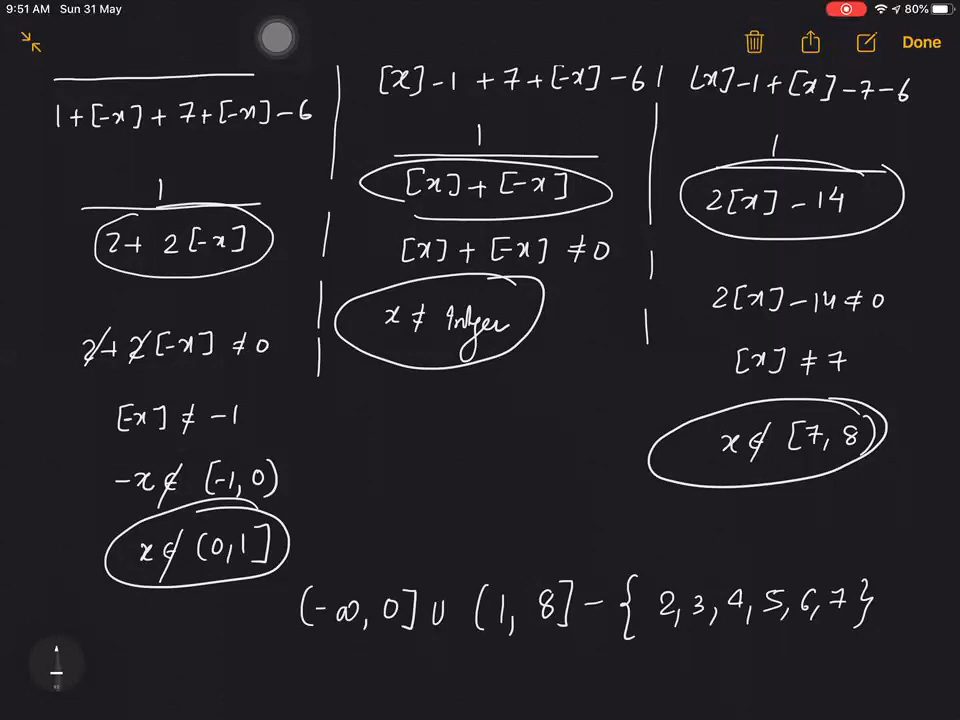 9:51 AM Sun 31 May
80%
Done
1+[-x]+7+[-x]-6
1
2+2[-x]
2+2[-x] ≠0
[-x] ≠ -1
-x∉ [-1,0)
x∉ (0,1]
[x]-1+7+[-x]-6
1
[x]+[-x]
[x]+[-x] ≠0
x ≠ Integer
[x]-1+[x]-7-6
1
2[x]-14
2[x]-14≠0
[x] ≠ 7
x∉ [7,8)
(-∞,0]∪ (1,8]-{2,3,4,5,6,7}